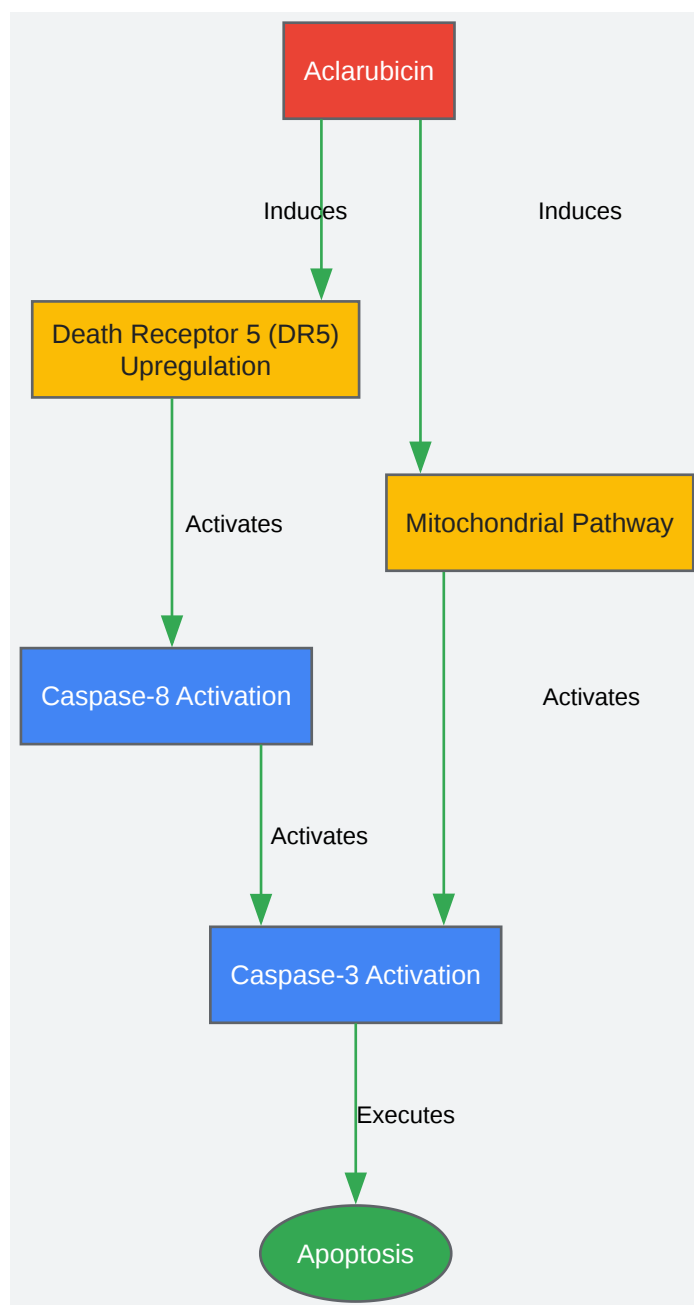 Aclarubicin
Induces
Induces
Death Receptor 5 (DR5)
Upregulation
Activates
Mitochondrial Pathway
Caspase-8 Activation
Activates
Activates
Caspase-3 Activation
Executes
Apoptosis